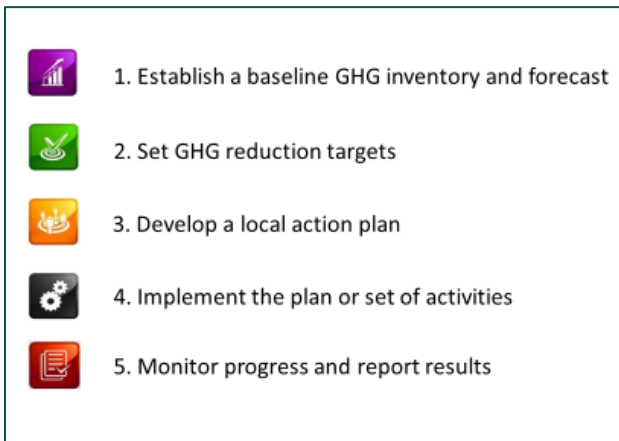 1. Establish a baseline GHG inventory and forecast
2. Set GHG reduction targets
3. Develop a local action plan
4. Implement the plan or set of activities
5. Monitor progress and report results